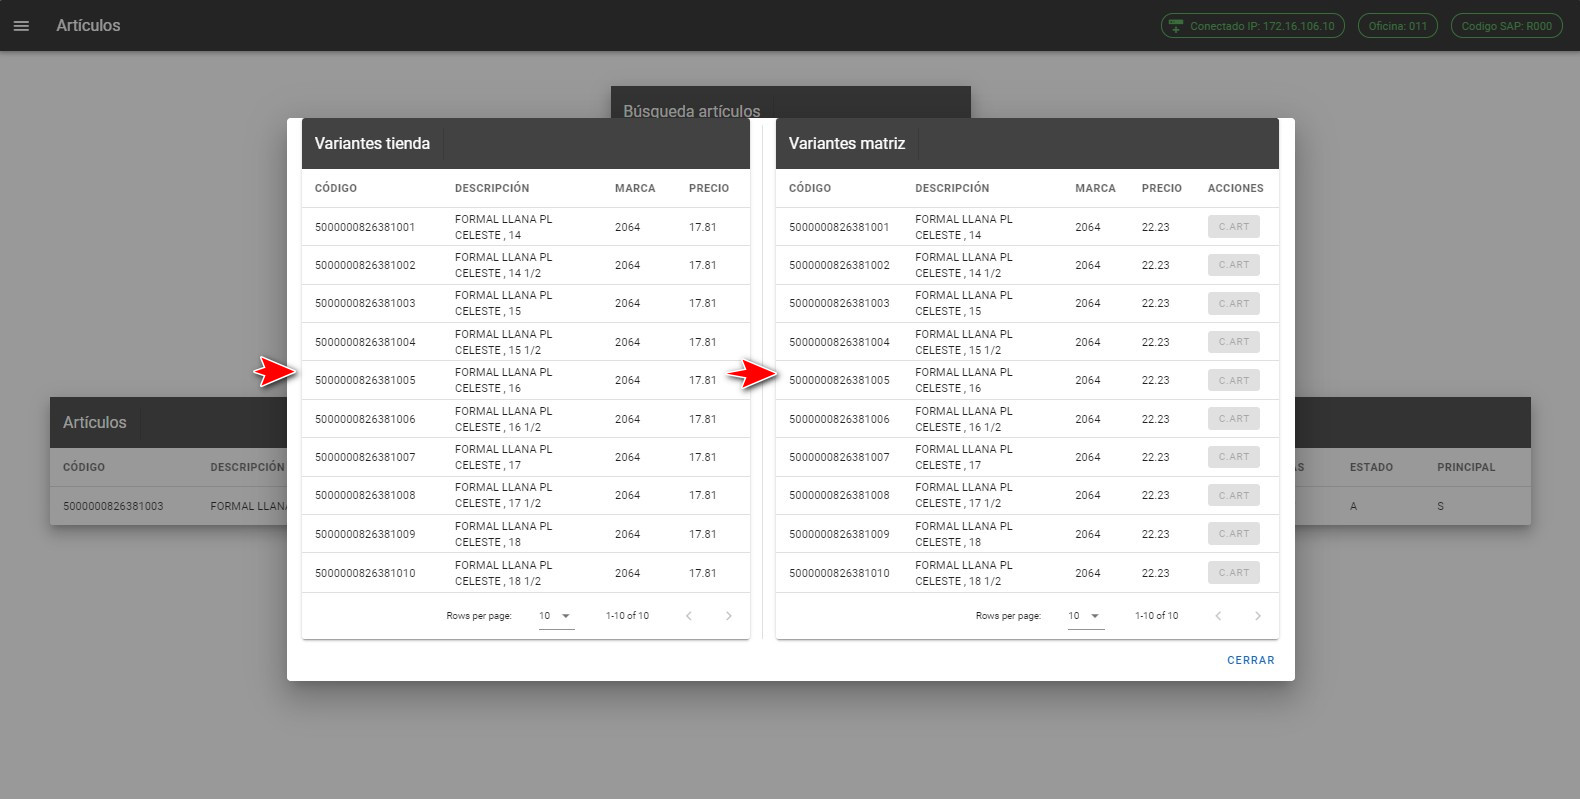 Artículos
Conectado IP: 172.16.106.10
Oficina: 011
Codigo SAP: R000
Búsqueda artículos
Variantes tienda
CÓDIGO DESCRIPCIÓN MARCA PRECIO
5000000826381001 FORMAL LLANA PL CELESTE , 14 2064 17.81
5000000826381002 FORMAL LLANA PL CELESTE , 14 1/2 2064 17.81
5000000826381003 FORMAL LLANA PL CELESTE , 15 2064 17.81
5000000826381004 FORMAL LLANA PL CELESTE , 15 1/2 2064 17.81
5000000826381005 FORMAL LLANA PL CELESTE , 16 2064 17.81
5000000826381006 FORMAL LLANA PL CELESTE , 16 1/2 2064 17.81
5000000826381007 FORMAL LLANA PL CELESTE , 17 2064 17.81
5000000826381008 FORMAL LLANA PL CELESTE , 17 1/2 2064 17.81
5000000826381009 FORMAL LLANA PL CELESTE , 18 2064 17.81
5000000826381010 FORMAL LLANA PL CELESTE , 18 1/2 2064 17.81
Rows per page: 10 1-10 of 10
Variantes matriz
CÓDIGO DESCRIPCIÓN MARCA PRECIO ACCIONES
5000000826381001 FORMAL LLANA PL CELESTE , 14 2064 22.23 C.ART
5000000826381002 FORMAL LLANA PL CELESTE , 14 1/2 2064 22.23 C.ART
5000000826381003 FORMAL LLANA PL CELESTE , 15 2064 22.23 C.ART
5000000826381004 FORMAL LLANA PL CELESTE , 15 1/2 2064 22.23 C.ART
5000000826381005 FORMAL LLANA PL CELESTE , 16 2064 22.23 C.ART
5000000826381006 FORMAL LLANA PL CELESTE , 16 1/2 2064 22.23 C.ART
5000000826381007 FORMAL LLANA PL CELESTE , 17 2064 22.23 C.ART
5000000826381008 FORMAL LLANA PL CELESTE , 17 1/2 2064 22.23 C.ART
5000000826381009 FORMAL LLANA PL CELESTE , 18 2064 22.23 C.ART
5000000826381010 FORMAL LLANA PL CELESTE , 18 1/2 2064 22.23 C.ART
Rows per page: 10 1-10 of 10
CERRAR
Artículos
CÓDIGO DESCRIPCIÓN AS ESTADO PRINCIPAL
5000000826381003 FORMAL LLANA A S